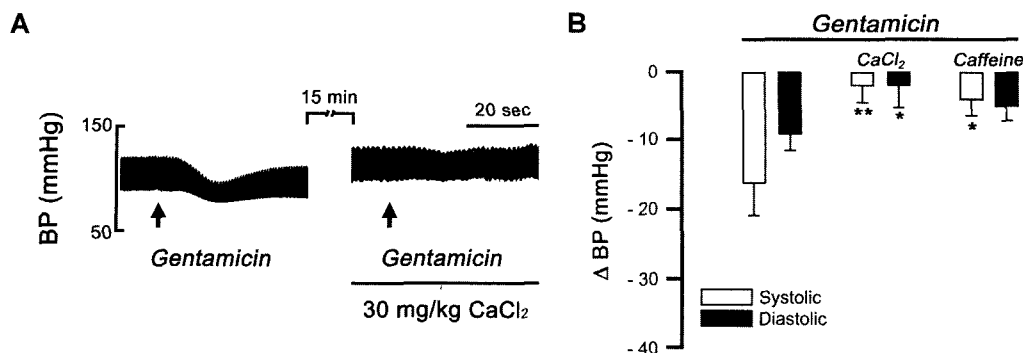 A
15 min
20 sec
150
50
BP (mmHg)
Gentamicin
Gentamicin
30 mg/kg CaCl₂
B
Gentamicin
CaCl₂
Caffeine
0
- 10
- 20
- 30
- 40
Δ BP (mmHg)
**
*
*
Systolic
Diastolic